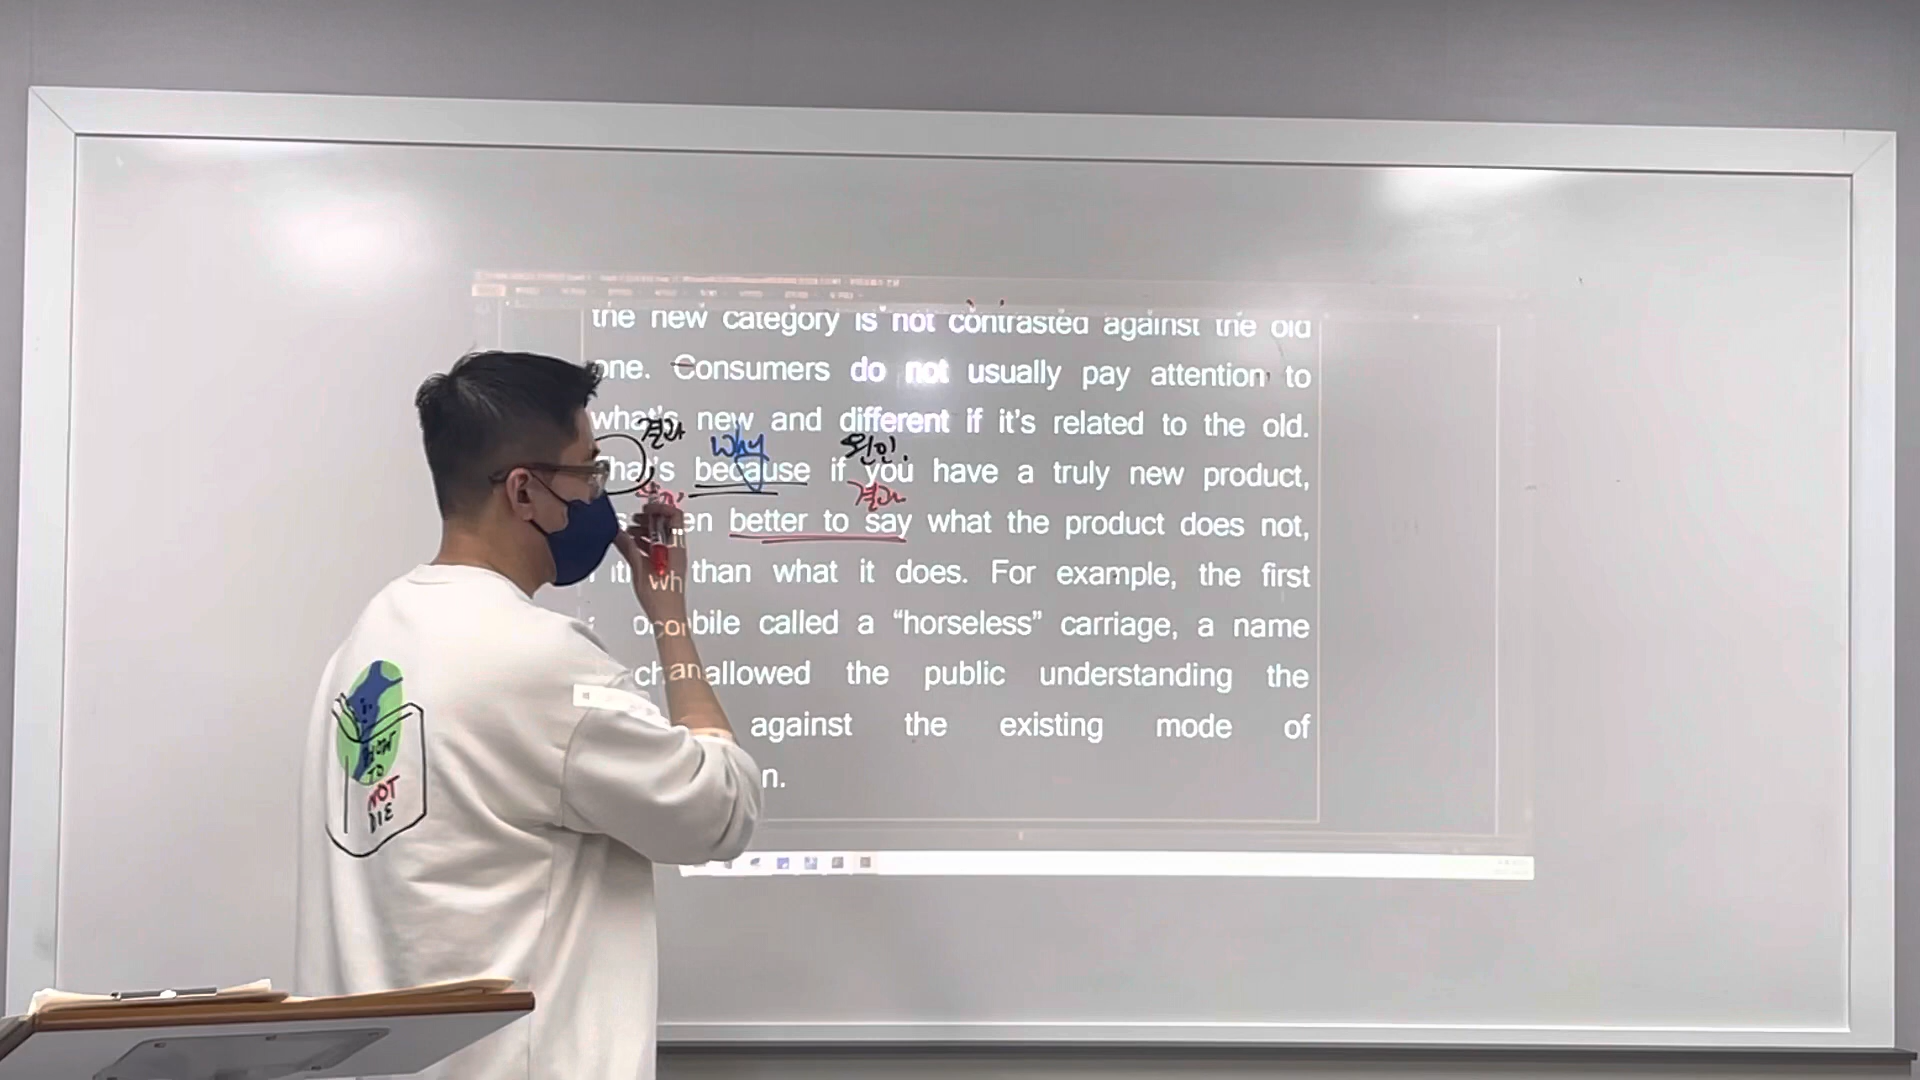 the new category is not contrasted against the old
one. Consumers do not usually pay attention to
what's new and different if it's related to the old.
결과 why 원인.
That's because if you have a truly new product,
결과
better to say what the product does not,
than what it does. For example, the first
called a “horseless” carriage, a name
allowed the public understanding the
against the existing mode of
n.
HOW
TO
NOT
DIE